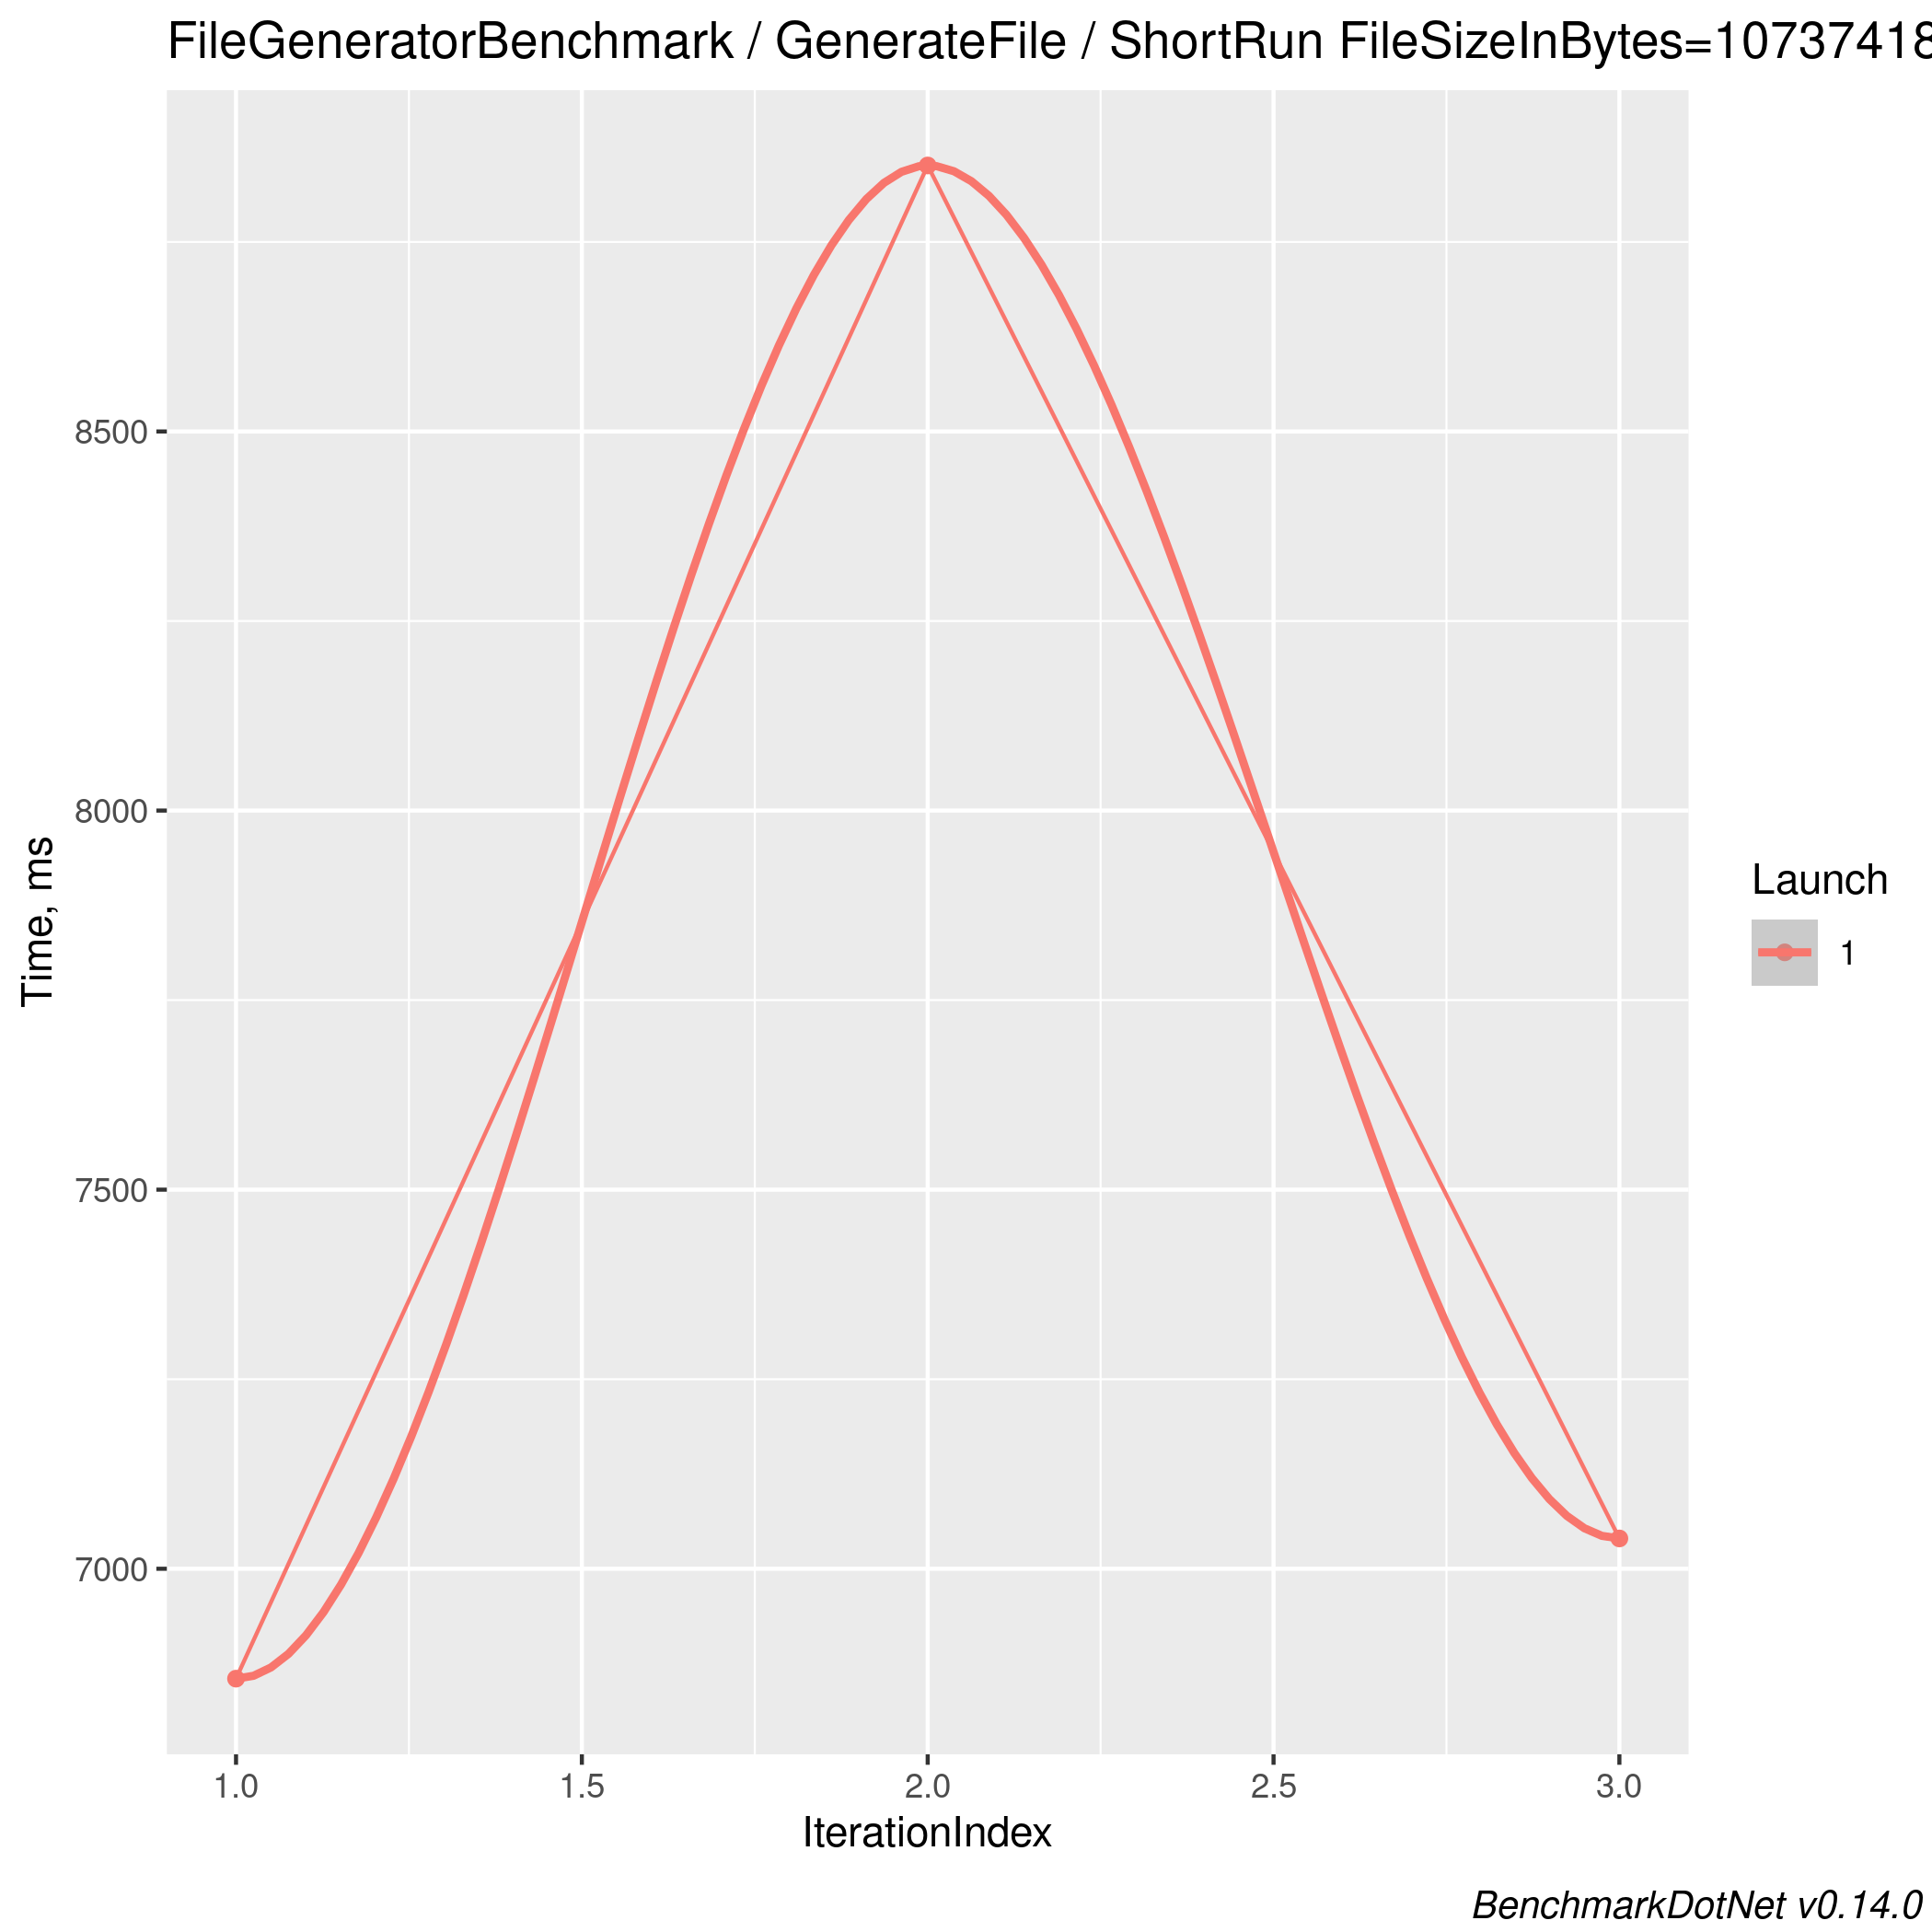 FileGeneratorBenchmark / GenerateFile / ShortRun FileSizeInBytes=10737418
8500
8000
7500
7000
Time, ms
1.0 1.5 2.0 2.5 3.0
IterationIndex
Launch
1
BenchmarkDotNet v0.14.0